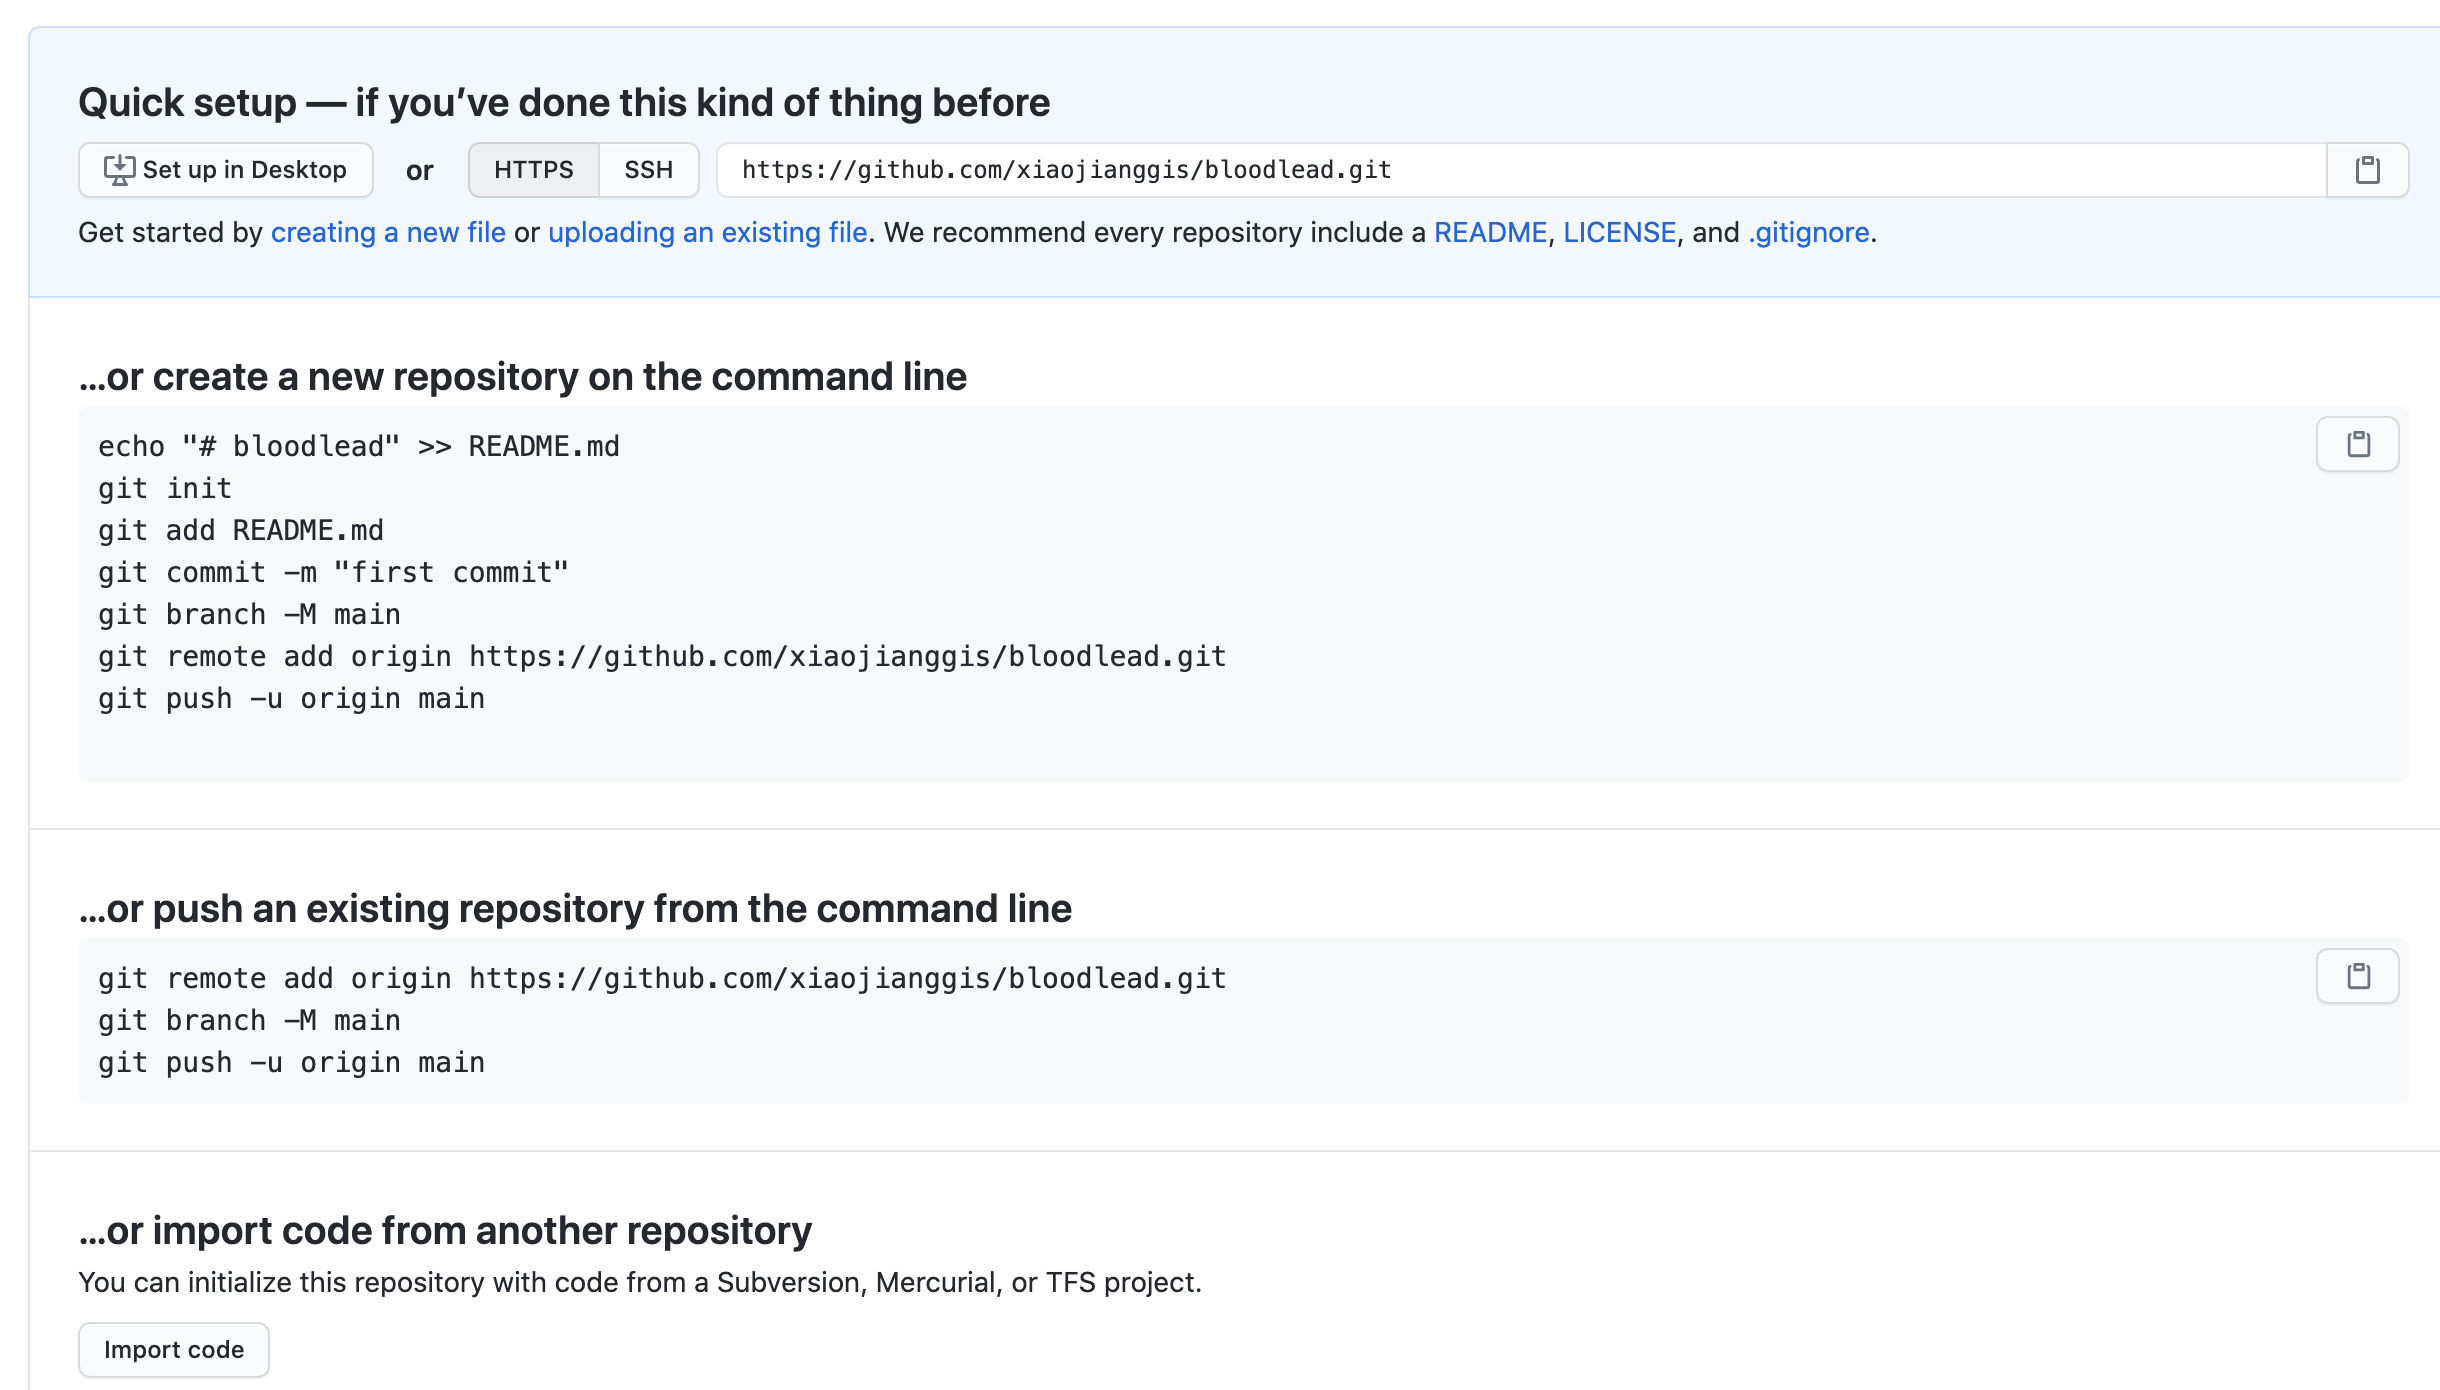 Quick setup — if you’ve done this kind of thing before
Set up in Desktop or HTTPS SSH https://github.com/xiaojianggis/bloodlead.git
Get started by creating a new file or uploading an existing file. We recommend every repository include a README, LICENSE, and .gitignore.
…or create a new repository on the command line
echo "# bloodlead" >> README.md
git init
git add README.md
git commit -m "first commit"
git branch -M main
git remote add origin https://github.com/xiaojianggis/bloodlead.git
git push -u origin main
…or push an existing repository from the command line
git remote add origin https://github.com/xiaojianggis/bloodlead.git
git branch -M main
git push -u origin main
…or import code from another repository
You can initialize this repository with code from a Subversion, Mercurial, or TFS project.
Import code